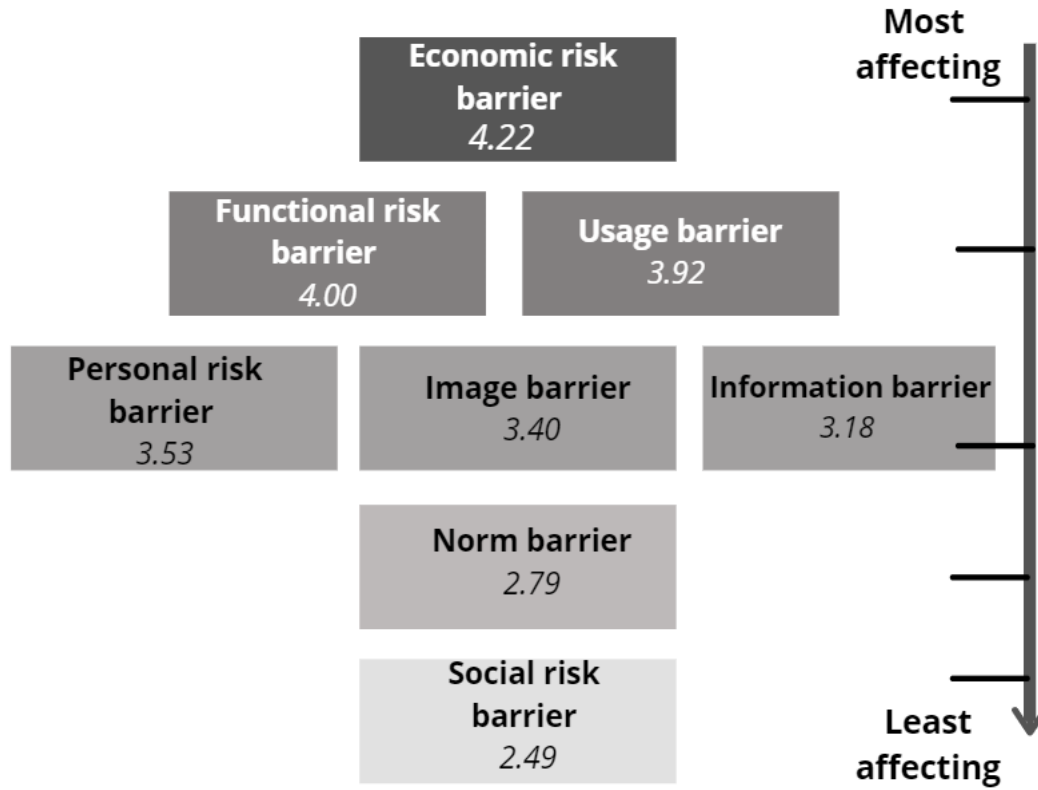 Most
affecting
Economic risk
barrier
4.22
Functional risk
barrier
4.00
Usage barrier
3.92
Personal risk
barrier
3.53
Image barrier
3.40
Information barrier
3.18
Norm barrier
2.79
Social risk
barrier
2.49
Least
affecting